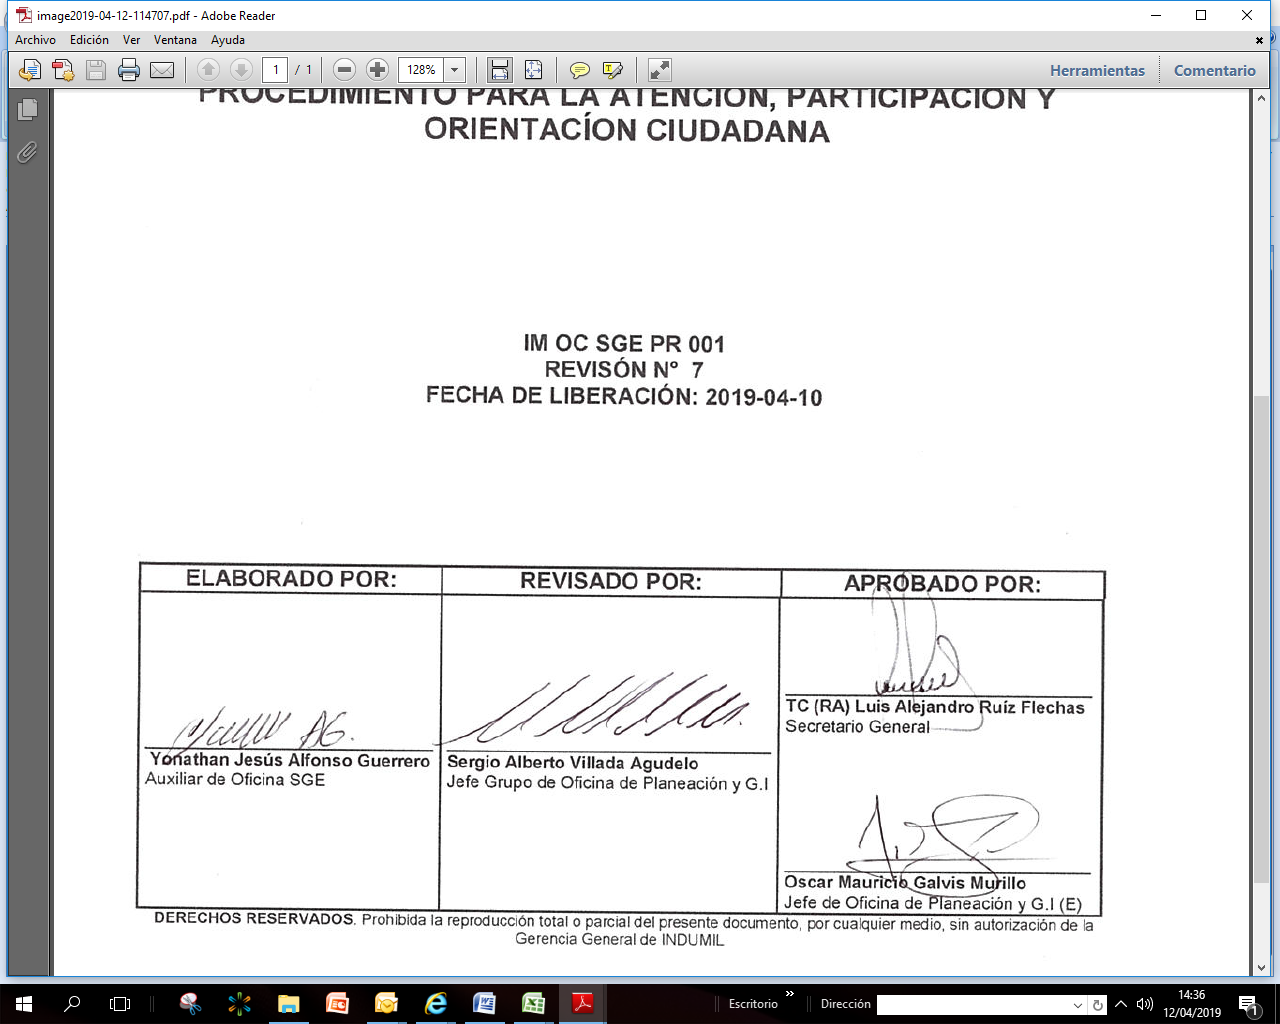 image2019-04-12-114707.pdf - Adobe Reader
Archivo Edición Ver Ventana Ayuda
1 / 1 128% Herramientas Comentario
PROCEDIMIENTO PARA LA ATENCIÓN, PARTICIPACIÓN Y
ORIENTACÍON CIUDADANA
IM OC SGE PR 001
REVISÓN N° 7
FECHA DE LIBERACIÓN: 2019-04-10
ELABORADO POR: REVISADO POR: APROBADO POR:
TC (RA) Luis Alejandro Ruíz Flechas
Secretario General
Yonathan Jesús Alfonso Guerrero
Auxiliar de Oficina SGE
Sergio Alberto Villada Agudelo
Jefe Grupo de Oficina de Planeación y G.I
Oscar Mauricio Galvis Murillo
Jefe de Oficina de Planeación y G.I (E)
DERECHOS RESERVADOS. Prohibida la reproducción total o parcial del presente documento, por cualquier medio, sin autorización de la
Gerencia General de INDUMIL
Escritorio » Dirección 14:36
12/04/2019 1